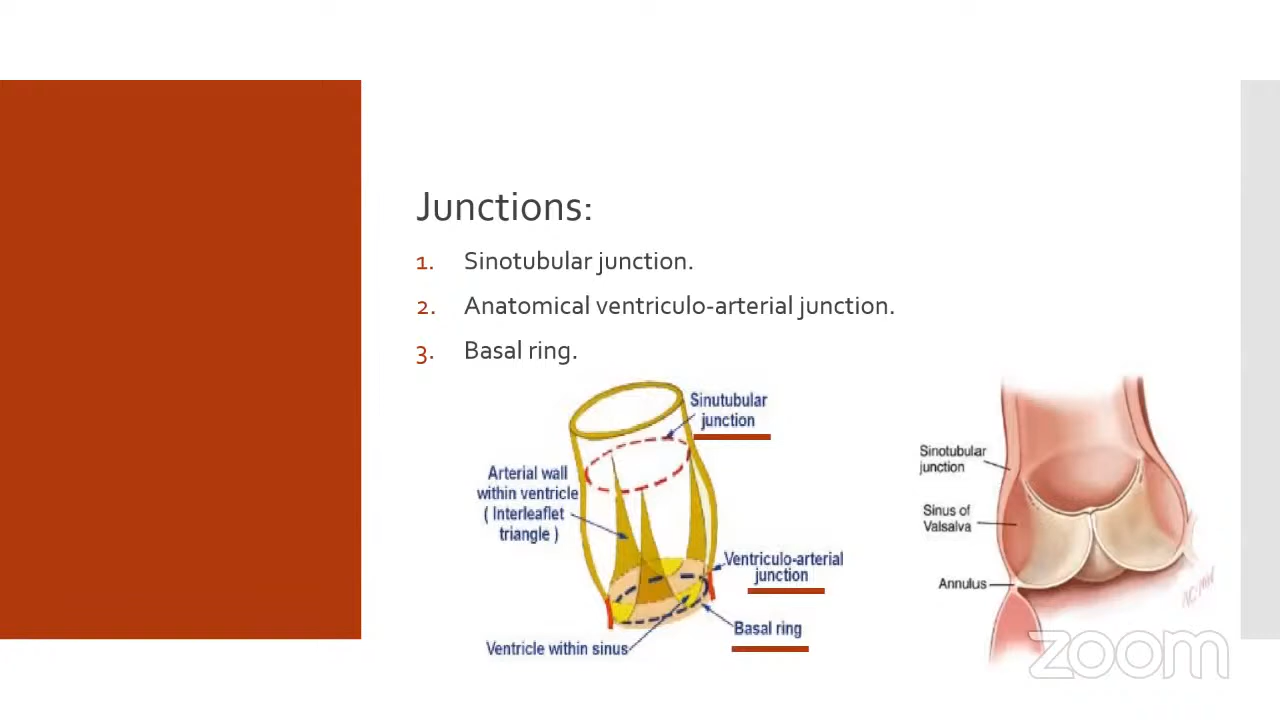 Junctions:
1. Sinotubular junction.
2. Anatomical ventriculo-arterial junction.
3. Basal ring.
Sinutubular
junction
Arterial wall
within ventricle
( Interleaflet
triangle )
Ventriculo-arterial
junction
Basal ring
Ventricle within sinus
Sinotubular
junction
Sinus of
Valsalva
Annulus
zoom